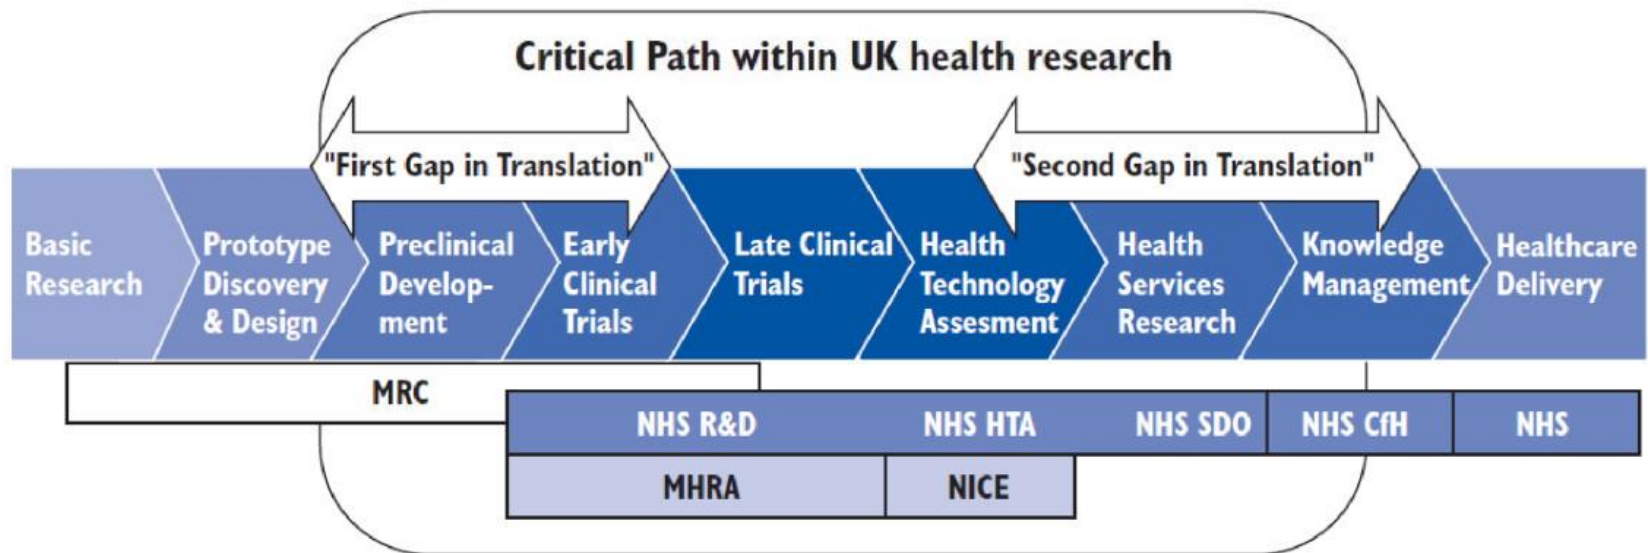 Critical Path within UK health research
"First Gap in Translation"
"Second Gap in Translation"
Basic
Research
Prototype
Discovery
& Design
Preclinical
Develop-
ment
Early
Clinical
Trials
Late Clinical
Trials
Health
Technology
Assesment
Health
Services
Research
Knowledge
Management
Healthcare
Delivery
MRC
NHS R&D
NHS HTA
NHS SDO
NHS CfH
NHS
MHRA
NICE